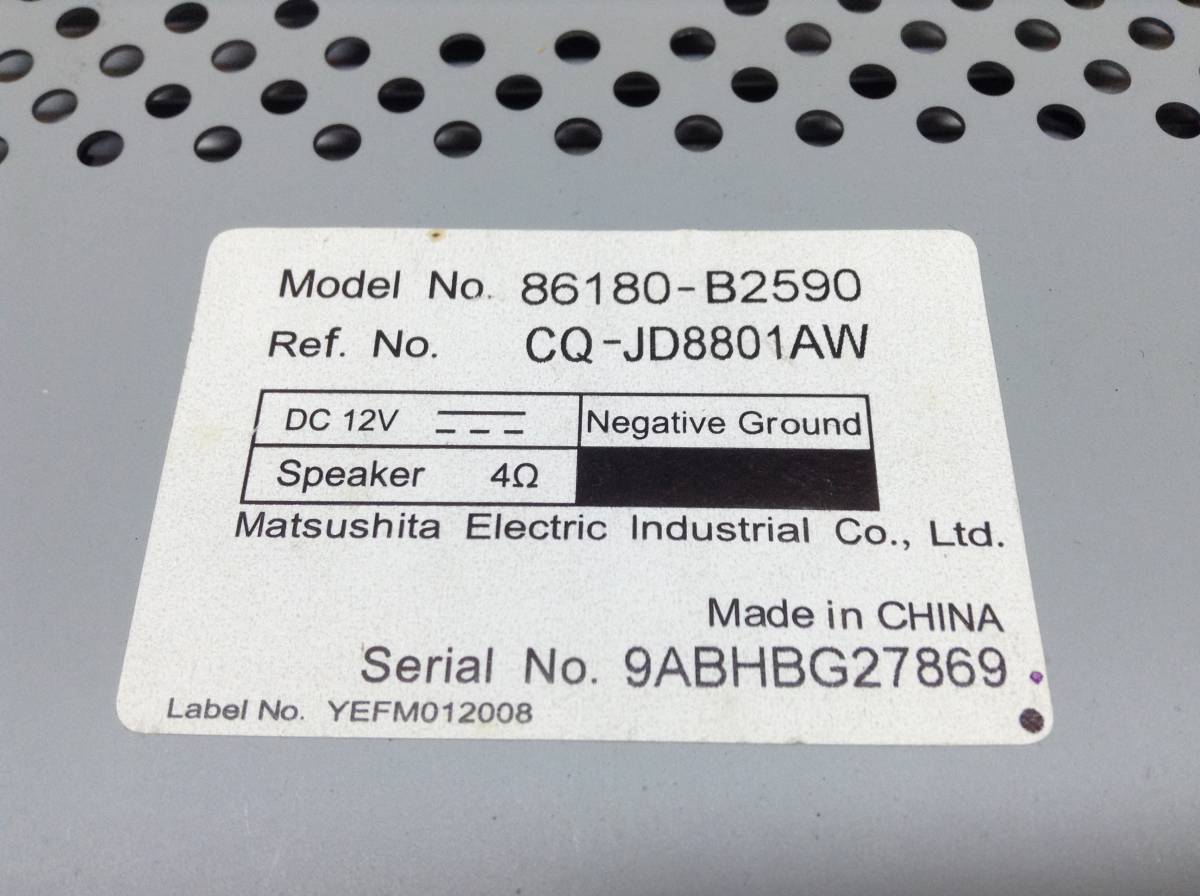 Model No. 86180-B2590
Ref. No. CQ-JD8801AW
DC 12V Negative Ground
Speaker 4Ω
Matsushita Electric Industrial Co., Ltd.
Made in CHINA
Serial No. 9ABHBG27869
Label No. YEFM012008